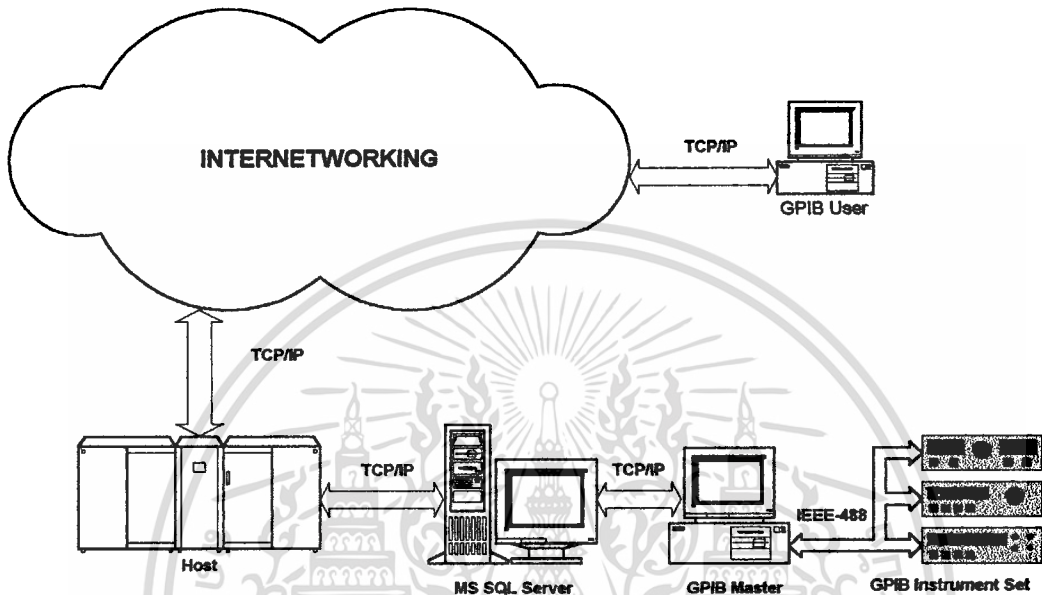 INTERNETWORKING
TCP/IP
GPIB User
TCP/IP
TCP/IP
TCP/IP
IEEE-488
Host
MS SQL Server
GPIB Master
GPIB Instrument Set